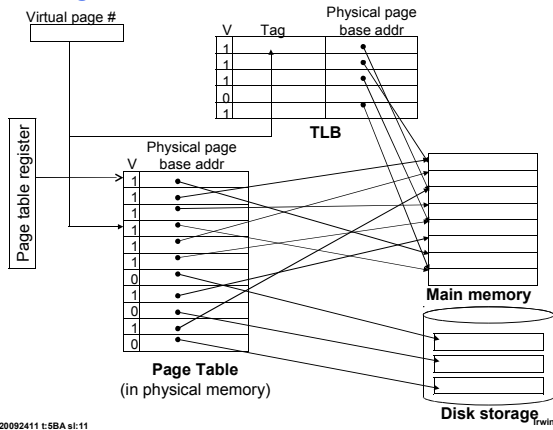 Virtual page #
Physical page
base addr
V Tag
1
1
1
0
1
TLB
Page table register
Physical page
base addr
V
1
1
1
1
1
1
0
1
0
1
0
Page Table
(in physical memory)
Main memory
Disk storage
20092411 t:5BA sl:11
Irwin